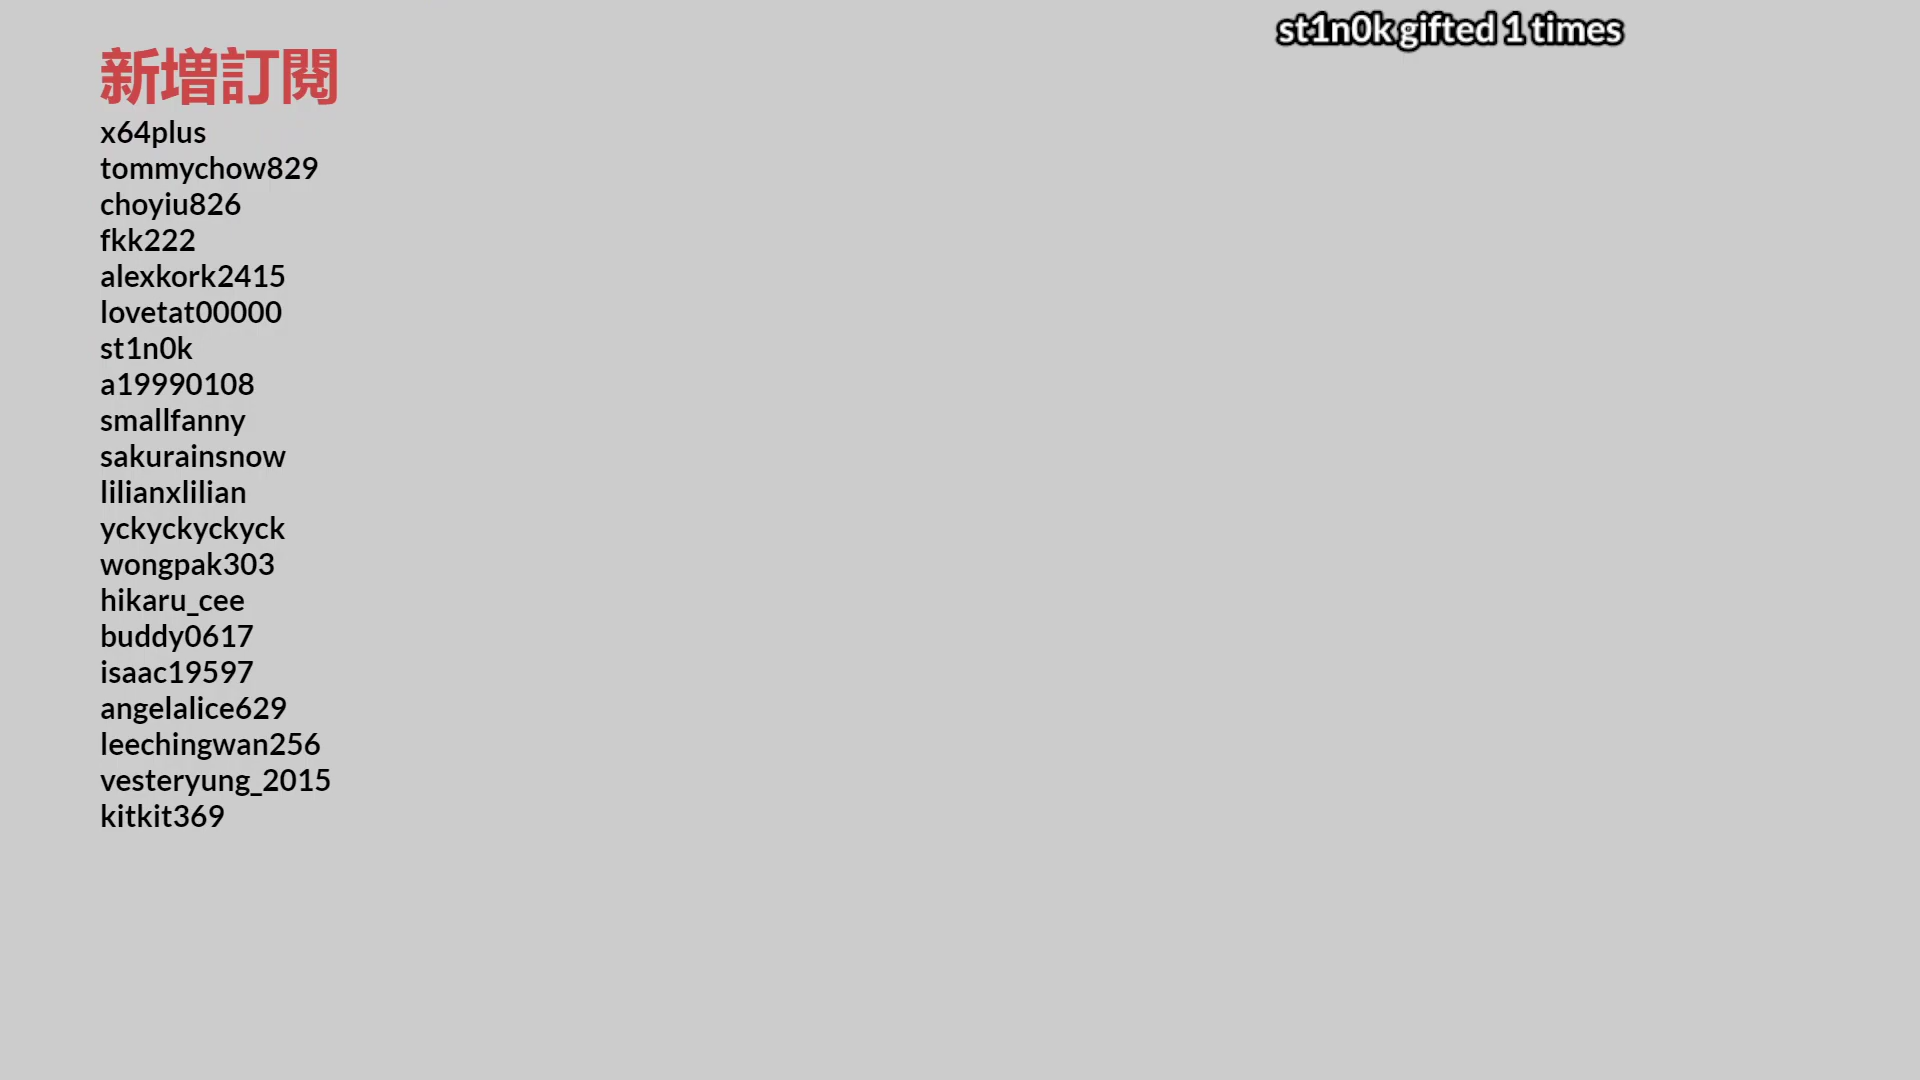 st1n0k gifted 1 times
新增訂閱
x64plus
tommychow829
choyiu826
fkk222
alexkork2415
lovetat00000
st1n0k
a19990108
smallfanny
sakurainsnow
lilianxlilian
yckyckyckyck
wongpak303
hikaru_cee
buddy0617
isaac19597
angelalice629
leechingwan256
vesteryung_2015
kitkit369